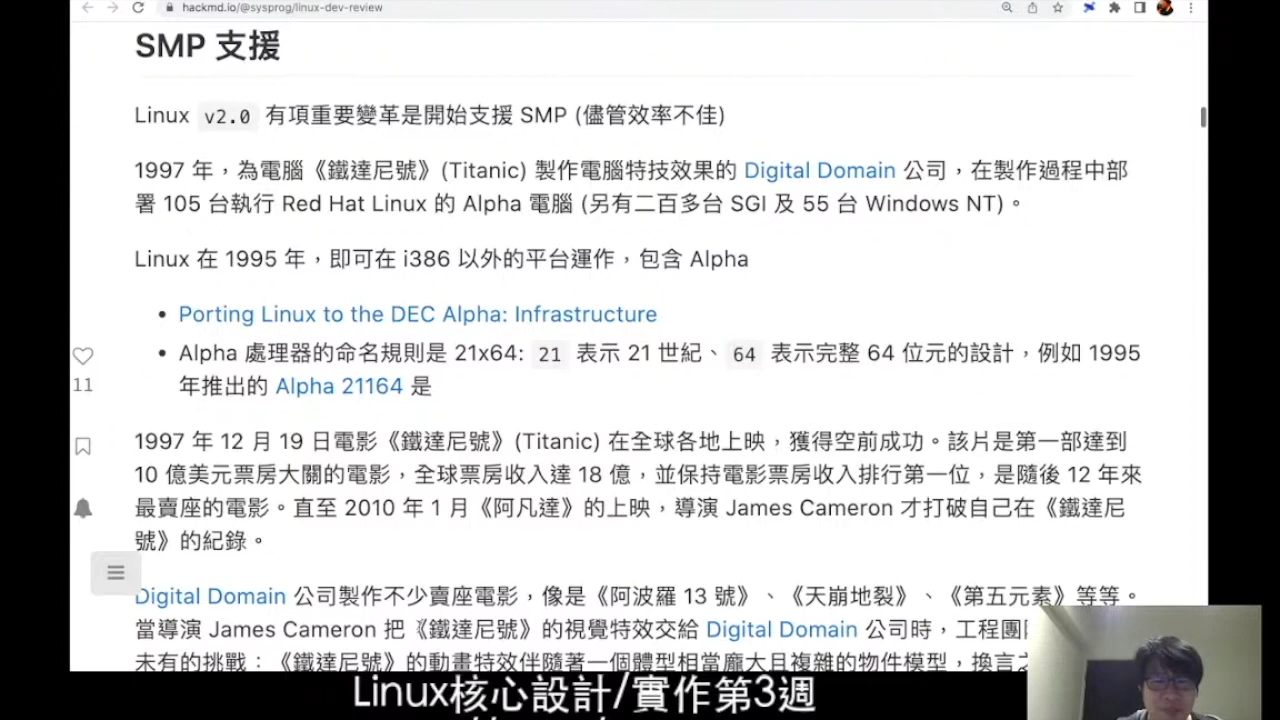 hackmd.io/@sysprog/linux-dev-review
SMP 支援
Linux v2.0 有項重要變革是開始支援 SMP (儘管效率不佳)
1997 年，為電腦《鐵達尼號》(Titanic) 製作電腦特技效果的 Digital Domain 公司，在製作過程中部
署 105 台執行 Red Hat Linux 的 Alpha 電腦 (另有二百多台 SGI 及 55 台 Windows NT)。
Linux 在 1995 年，即可在 i386 以外的平台運作，包含 Alpha
• Porting Linux to the DEC Alpha: Infrastructure
• Alpha 處理器的命名規則是 21x64: 21 表示 21 世紀、 64 表示完整 64 位元的設計，例如 1995
年推出的 Alpha 21164 是
11
1997 年 12 月 19 日電影《鐵達尼號》(Titanic) 在全球各地上映，獲得空前成功。該片是第一部達到
10 億美元票房大關的電影，全球票房收入達 18 億，並保持電影票房收入排行第一位，是隨後 12 年來
最賣座的電影。直至 2010 年 1 月《阿凡達》的上映，導演 James Cameron 才打破自己在《鐵達尼
號》的紀錄。
Digital Domain 公司製作不少賣座電影，像是《阿波羅 13 號》、《天崩地裂》、《第五元素》等等。
當導演 James Cameron 把《鐵達尼號》的視覺特效交給 Digital Domain 公司時，工程團
未有的挑戰：《鐵達尼號》的動畫特效伴隨著一個體型相當龐大且複雜的物件模型，換言
Linux核心設計/實作第3週